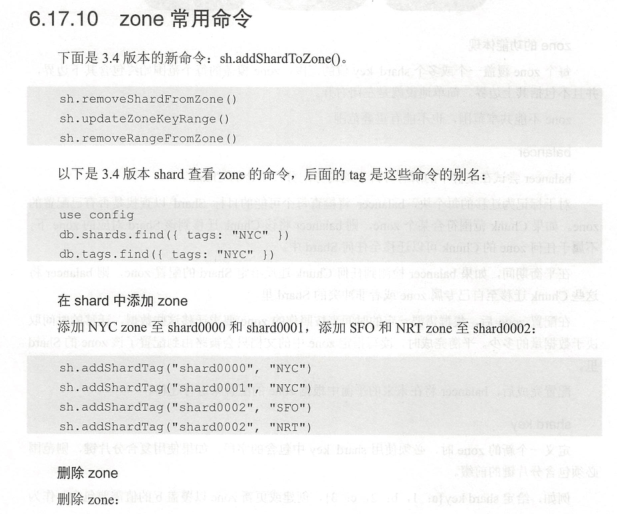 6.17.10 zone 常用命令
下面是 3.4 版本的新命令：sh.addShardToZone()。
sh.removeShardFromZone()
sh.updateZoneKeyRange()
sh.removeRangeFromZone()
以下是 3.4 版本 shard 查看 zone 的命令，后面的 tag 是这些命令的别名：
use config
db.shards.find({ tags: "NYC" })
db.tags.find({ tags: "NYC" })
在 shard 中添加 zone
添加 NYC zone 至 shard0000 和 shard0001，添加 SFO 和 NRT zone 至 shard0002：
sh.addShardTag("shard0000", "NYC")
sh.addShardTag("shard0001", "NYC")
sh.addShardTag("shard0002", "SFO")
sh.addShardTag("shard0002", "NRT")
删除 zone
删除 zone：